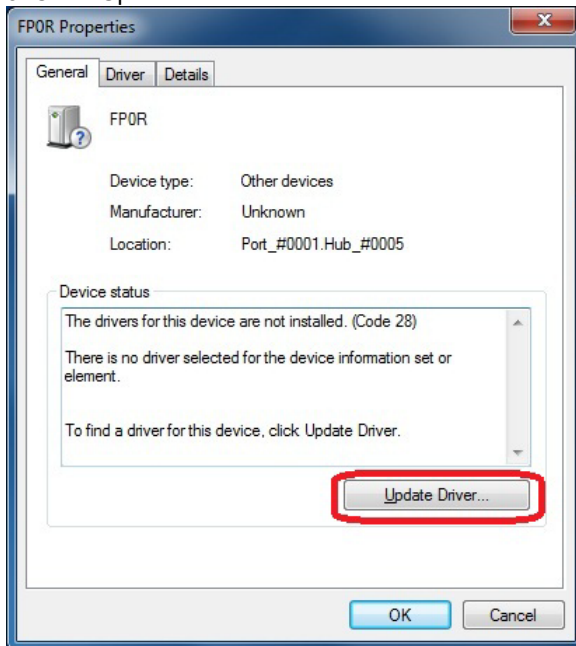 FP0R Properties
General Driver Details
FP0R
Device type: Other devices
Manufacturer: Unknown
Location: Port_#0001.Hub_#0005
Device status
The drivers for this device are not installed. (Code 28)
There is no driver selected for the device information set or
element.
To find a driver for this device, click Update Driver.
Update Driver...
OK Cancel